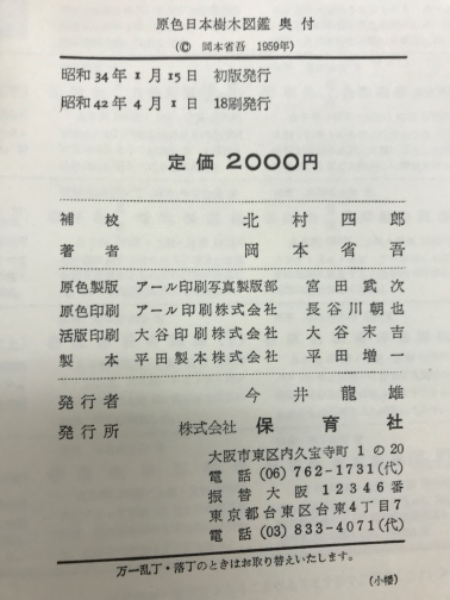 原色日本樹木図鑑 奥付
(© 岡本省吾 1959年)
昭和34年1月15日 初版発行
昭和42年4月1日 18刷発行
定価 2000円
補校 北村四郎
著者 岡本省吾
原色製版 アール印刷写真製版部 宮田武次
原色印刷 アール印刷株式会社 長谷川朝也
活版印刷 大谷印刷株式会社 大谷末吉
製本 平田製本株式会社 平田増一
発行者 今井龍雄
発行所 株式会社 保育社
大阪市東区内久宝寺町1の20
電話(06)762-1731(代)
振替大阪12346番
東京都台東区台東4丁目7
電話(03)833-4071(代)
万一乱丁・落丁のときはお取り替えいたします。
(小幡)